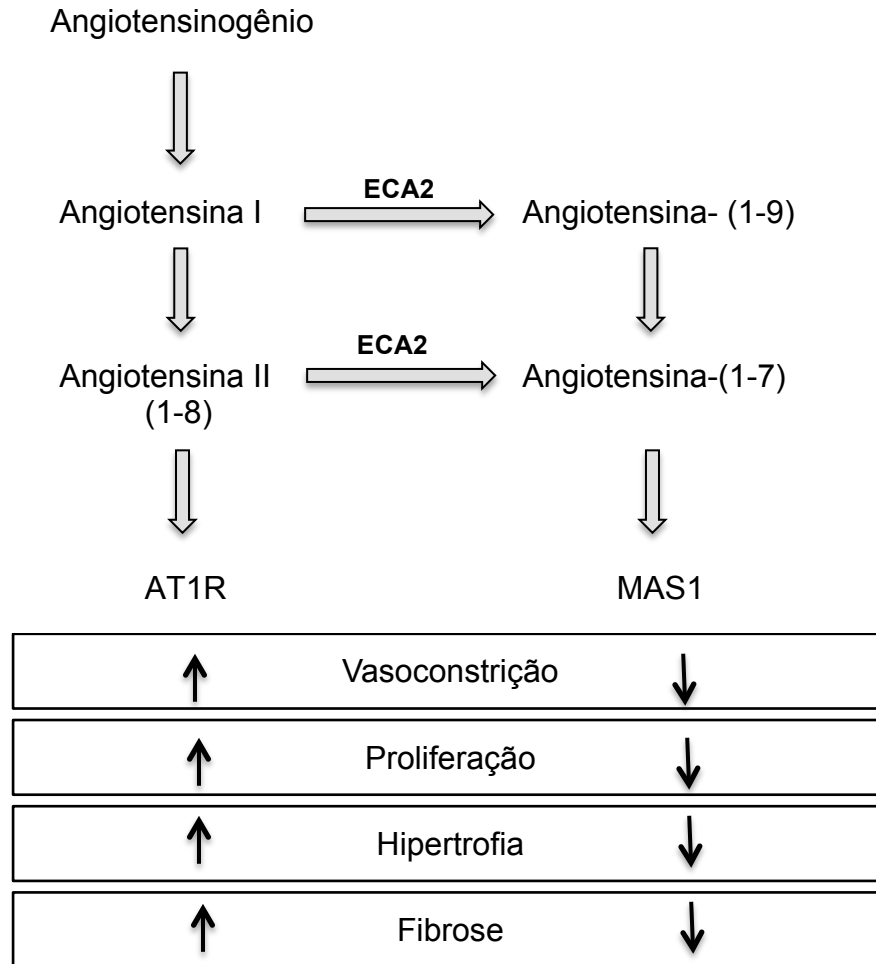 Angiotensinogênio
ECA2
Angiotensina I
Angiotensina- (1-9)
ECA2
Angiotensina II
(1-8)
Angiotensina-(1-7)
AT1R
MAS1
Vasoconstrição
Proliferação
Hipertrofia
Fibrose